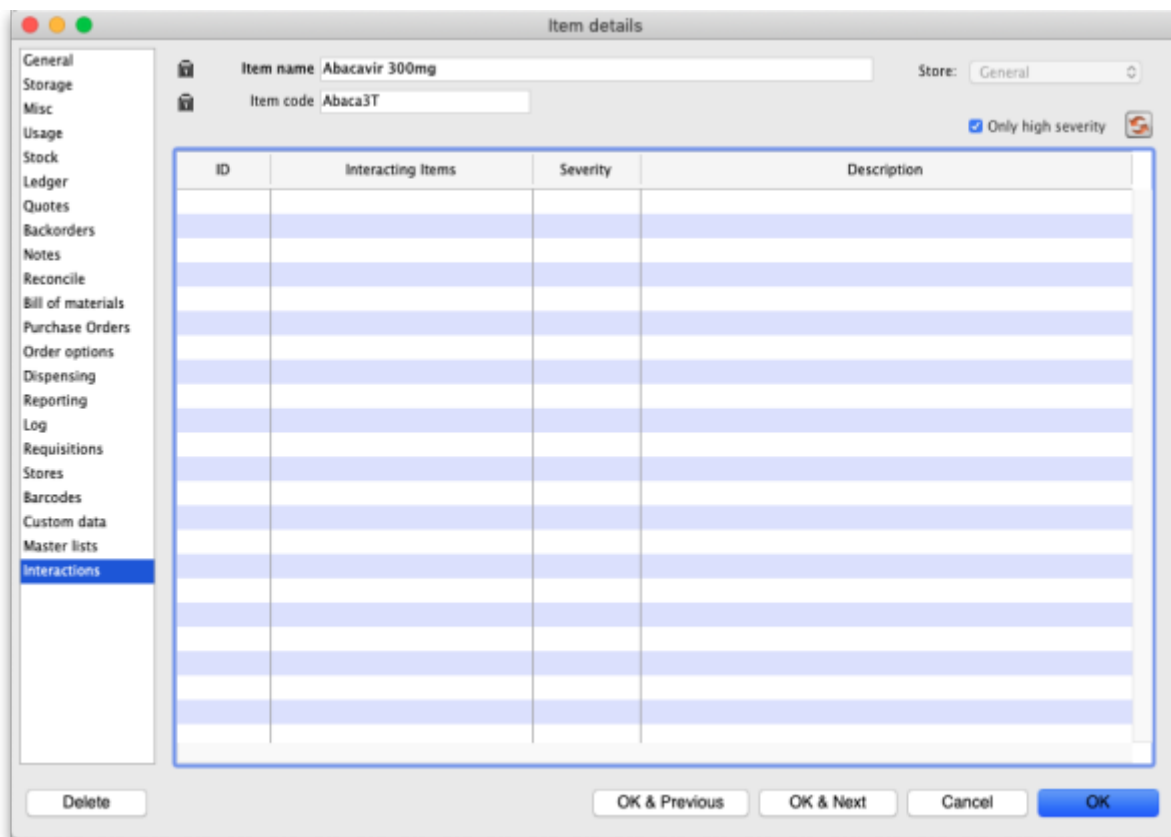 Item details
General
Storage
Misc
Usage
Stock
Ledger
Quotes
Backorders
Notes
Reconcile
Bill of materials
Purchase Orders
Order options
Dispensing
Reporting
Log
Requisitions
Stores
Barcodes
Custom data
Master lists
Interactions
Item name Abacavir 300mg Store: General
Item code Abaca3T
Only high severity
ID Interacting Items Severity Description
Delete OK & Previous OK & Next Cancel OK